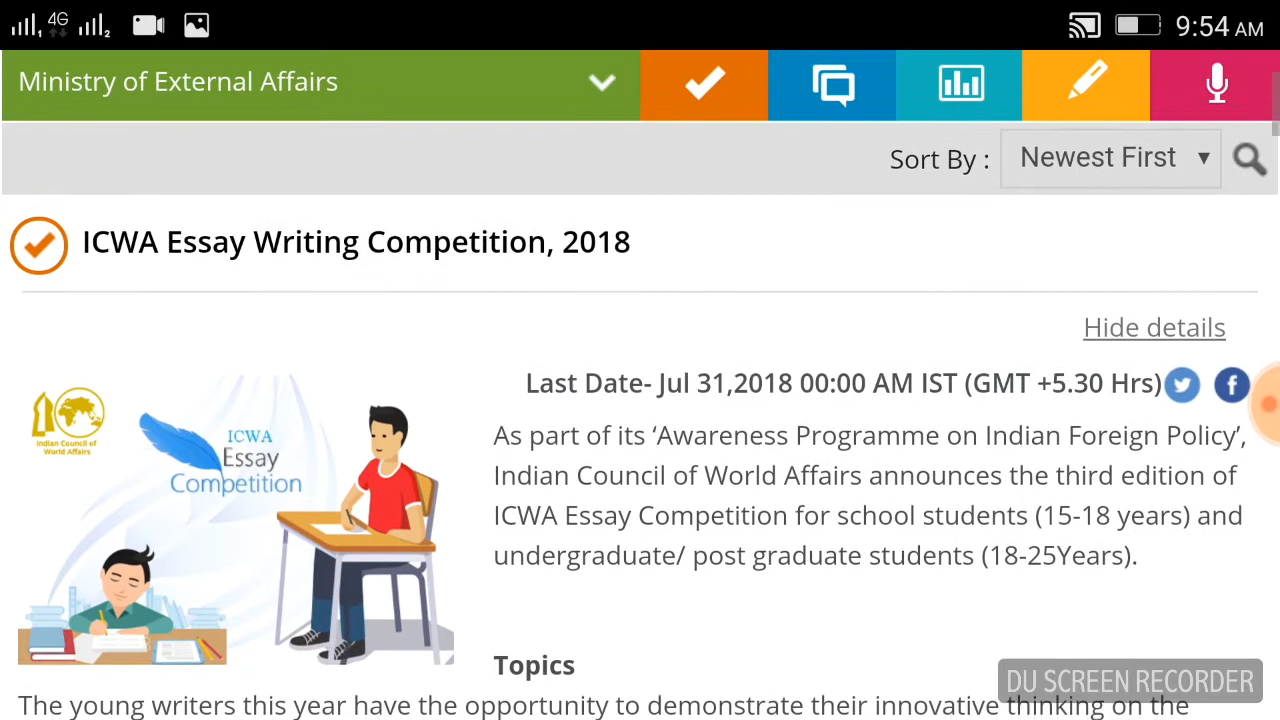 4G 9:54 AM
Ministry of External Affairs
Sort By : Newest First
ICWA Essay Writing Competition, 2018
Hide details
Last Date- Jul 31,2018 00:00 AM IST (GMT +5.30 Hrs)
Indian Council of
World Affairs
ICWA
Essay
Competition
As part of its ‘Awareness Programme on Indian Foreign Policy’,
Indian Council of World Affairs announces the third edition of
ICWA Essay Competition for school students (15-18 years) and
undergraduate/ post graduate students (18-25Years).
Topics
The young writers this year have the opportunity to demonstrate their innovative thinking on the
DU SCREEN RECORDER